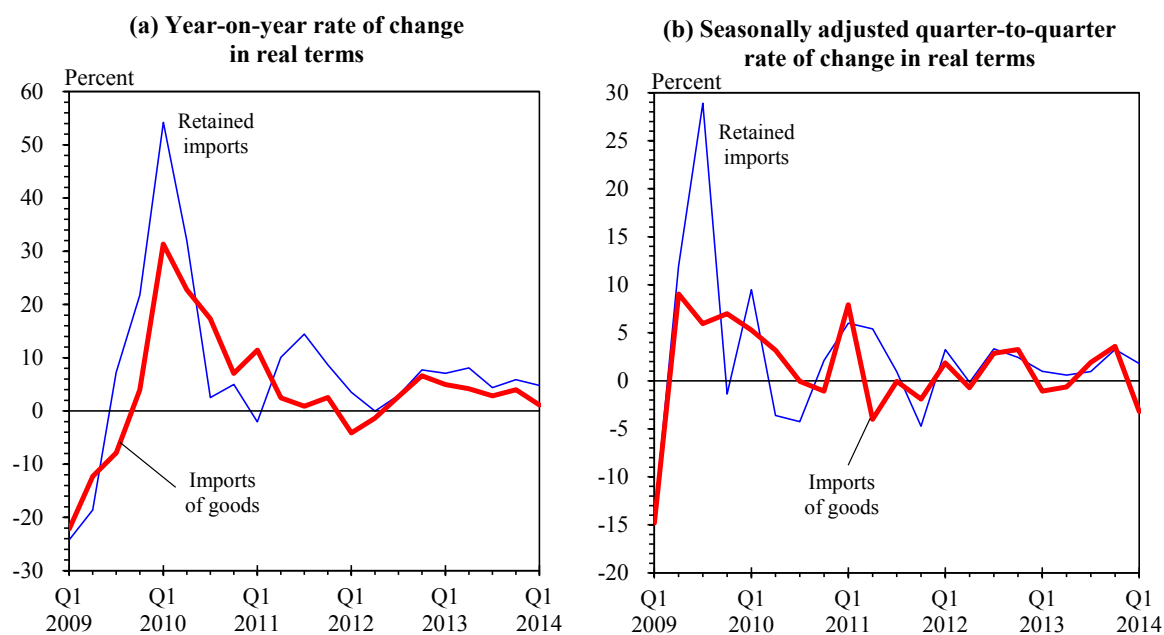 (a) Year-on-year rate of change
in real terms
Percent
60
50
40
30
20
10
0
-10
-20
-30
Retained
imports
Imports
of goods
Q1 Q1 Q1 Q1 Q1 Q1
2009 2010 2011 2012 2013 2014
(b) Seasonally adjusted quarter-to-quarter
rate of change in real terms
Percent
30
25
20
15
10
5
0
-5
-10
-15
-20
Retained
imports
Imports
of goods
Q1 Q1 Q1 Q1 Q1 Q1
2009 2010 2011 2012 2013 2014